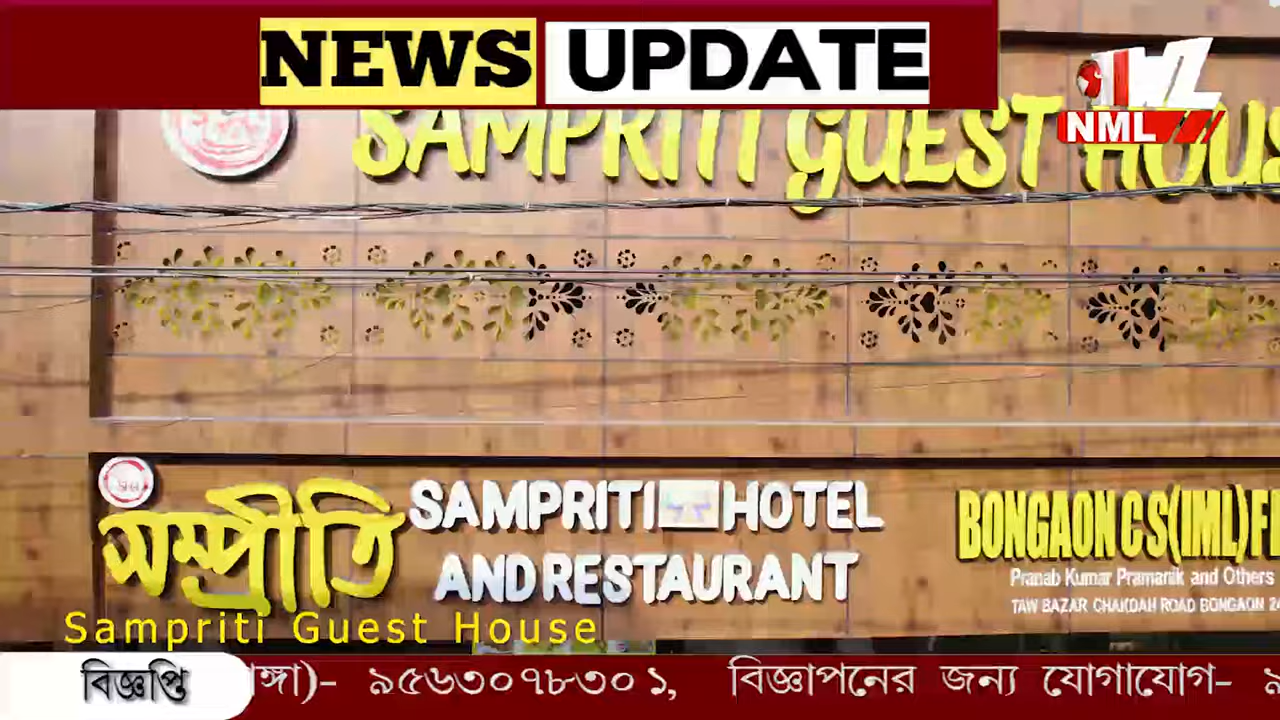 NEWS UPDATE
NML
SAMPRITI GUEST HOUS
সম্প্রীতি
SAMPRITI HOTEL
AND RESTAURANT
BONGAON C S(IML)F
Pranab Kumar Pramanik and Others
TAW BAZAR CHAKDAH ROAD BONGAON
Sampriti Guest House
বিজ্ঞপ্তি
ঙ্গা)- ৯৫৬৩০৭৮৩০১, বিজ্ঞাপনের জন্য যোগাযোগ- ৯